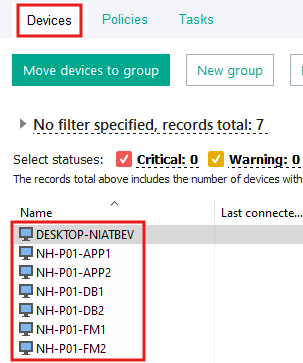 Devices Policies Tasks
Move devices to group New group
No filter specified, records total: 7
Select statuses: Critical: 0 Warning: 0
The records total above includes the number of devices with
Name Last connecte...
DESKTOP-NIATBEV
NH-P01-APP1
NH-P01-APP2
NH-P01-DB1
NH-P01-DB2
NH-P01-FM1
NH-P01-FM2